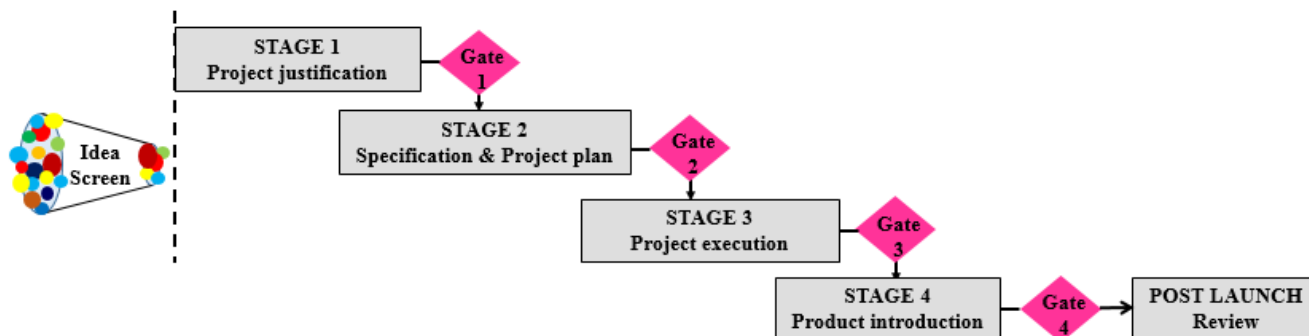 STAGE 1
Project justification
Gate
1
Idea
Screen
STAGE 2
Specification & Project plan
Gate
2
STAGE 3
Project execution
Gate
3
STAGE 4
Product introduction
Gate
4
POST LAUNCH
Review